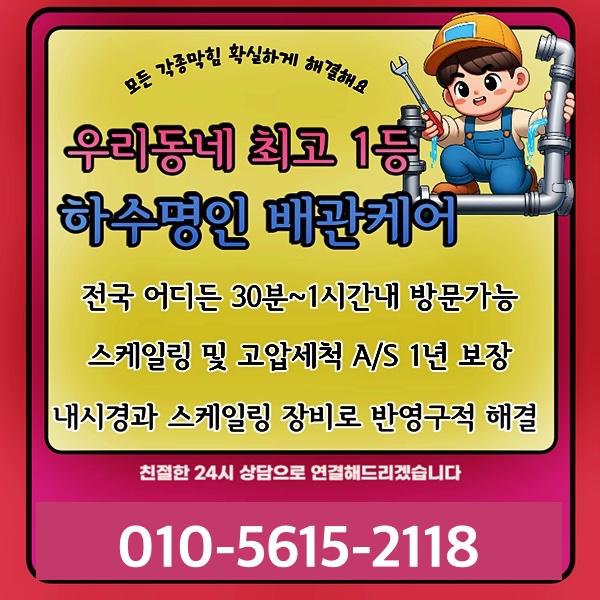 모든 각종막힘 확실하게 해결해요
우리동네 최고 1등
하수명인 배관케어
전국 어디든 30분~1시간내 방문가능
스케일링 및 고압세척 A/S 1년 보장
내시경과 스케일링 장비로 반영구적 해결
친절한 24시 상담으로 연결해드리겠습니다
010-5615-2118